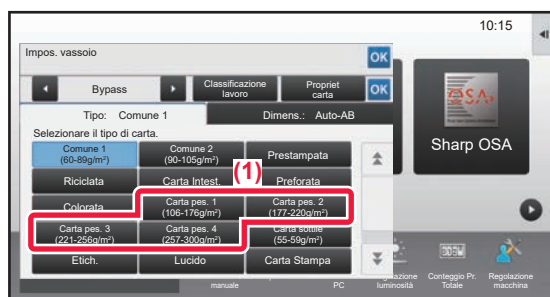 10:15
Impos. vassoio
OK
Bypass
Classificazione
lavoro
Propriet
carta
OK
Tipo: Comune 1
Dimens.: Auto-AB
Selezionare il tipo di carta.
Comune 1
(60-89g/m²)
Comune 2
(90-105g/m²)
Prestampata
Riciclata
Carta Intest.
(1)
Preforata
Colorata
Carta pes. 1
(106-176g/m²)
Carta pes. 2
(177-220g/m²)
Carta pes. 3
(221-256g/m²)
Carta pes. 4
(257-300g/m²)
Carta sottile
(55-59g/m²)
Etich.
Lucido
Carta Stampa
OSA
Sharp OSA
manuale
PC
luminosità
Conteggio Pr.
Totale
Regolazione
macchina